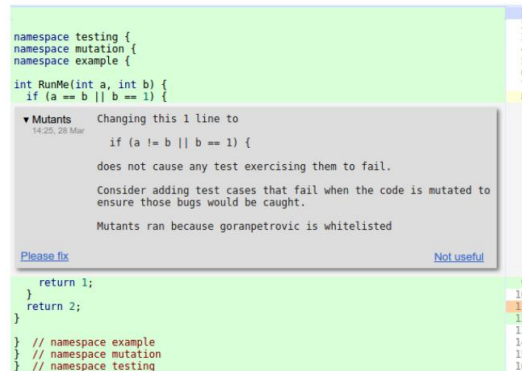 namespace testing {
namespace mutation {
namespace example {
int RunMe(int a, int b) {
if (a == b || b == 1) {
▾ Mutants
14:25, 28 Mar
Changing this 1 line to
if (a != b || b == 1) {
does not cause any test exercising them to fail.
Consider adding test cases that fail when the code is mutated to
ensure those bugs would be caught.
Mutants ran because goranpetrovic is whitelisted
Please fix
Not useful
return 1;
}
return 2;
}
} // namespace example
} // namespace mutation
} // namespace testing